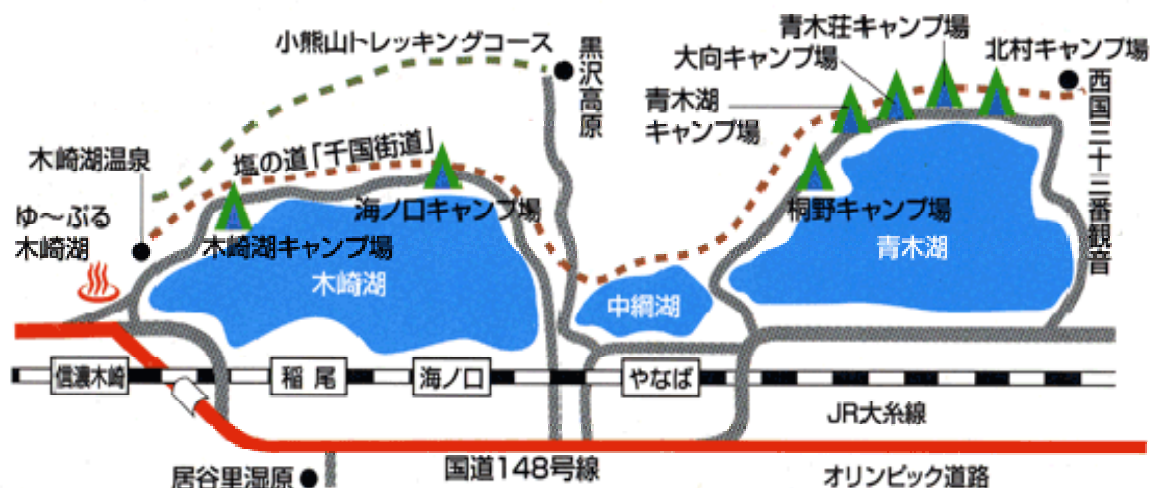 青木荘キャンプ場
小熊山トレッキングコース
黒沢高原
大向キャンプ場
北村キャンプ場
西国三十三番観音
青木湖
キャンプ場
塩の道「千国街道」
木崎湖温泉
ゆ～ぷる
木崎湖
海ノ口キャンプ場
桐野キャンプ場
木崎湖キャンプ場
青木湖
木崎湖
中綱湖
信濃木崎
稲尾
海ノ口
やなば
JR大糸線
国道148号線
オリンピック道路
居谷里湿原